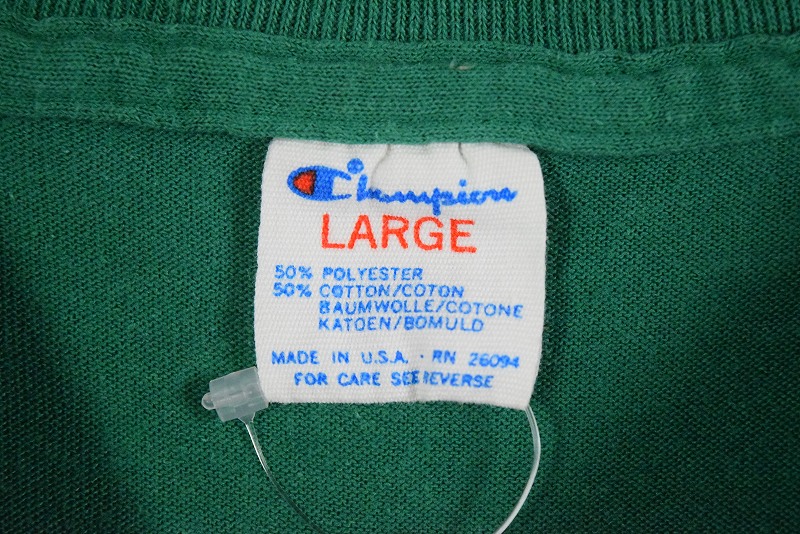 Champion
LARGE
50% POLYESTER
50% COTTON/COTON
BAUMWOLLE/COTONE
KATOEN/BOMULD
MADE IN U.S.A. · RN 26094
FOR CARE SEE REVERSE